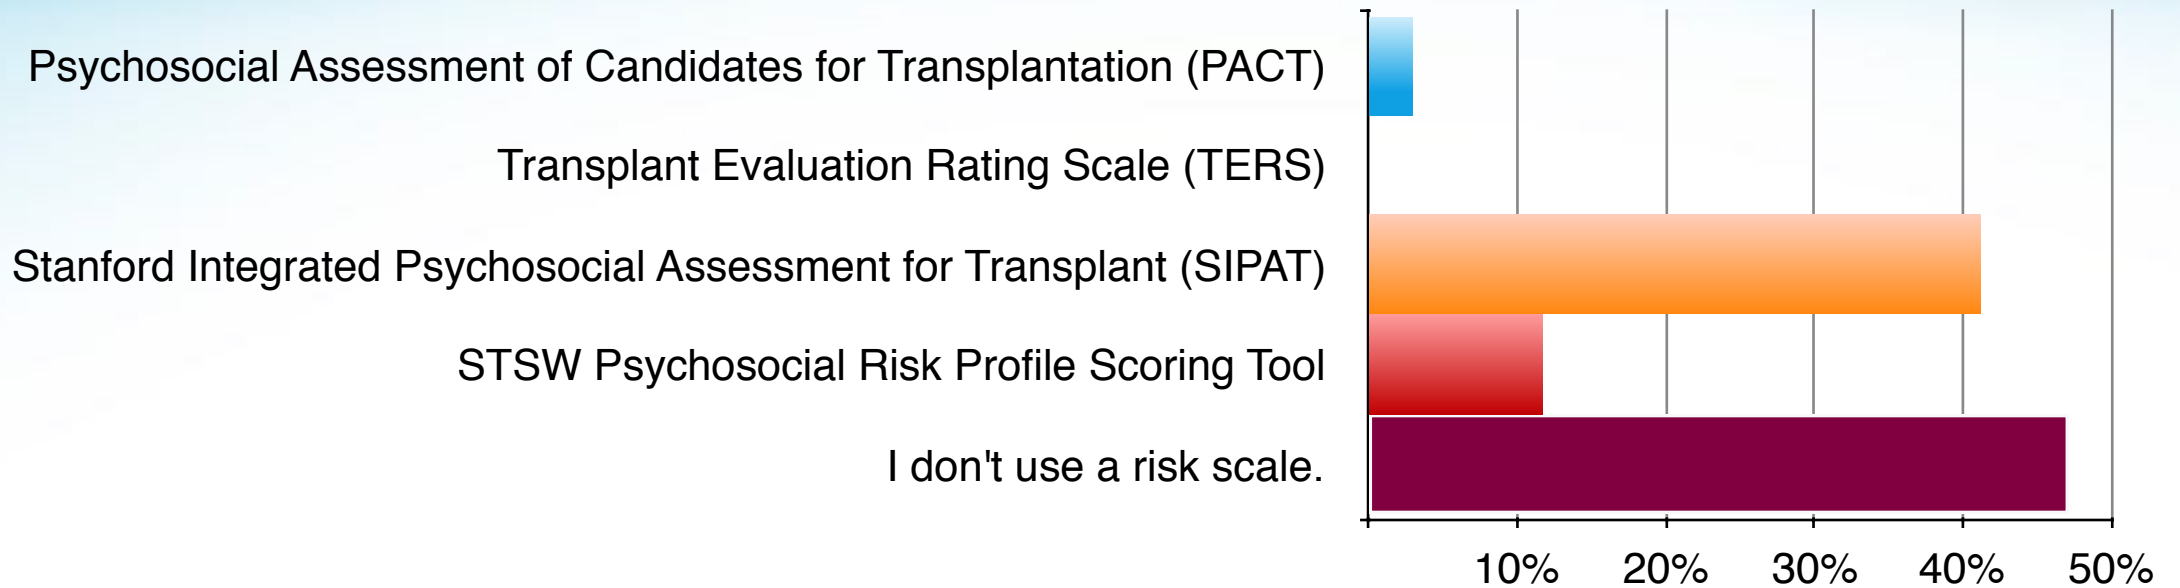 Psychosocial Assessment of Candidates for Transplantation (PACT)
Transplant Evaluation Rating Scale (TERS)
Stanford Integrated Psychosocial Assessment for Transplant (SIPAT)
STSW Psychosocial Risk Profile Scoring Tool
I don't use a risk scale.
10% 20% 30% 40% 50%